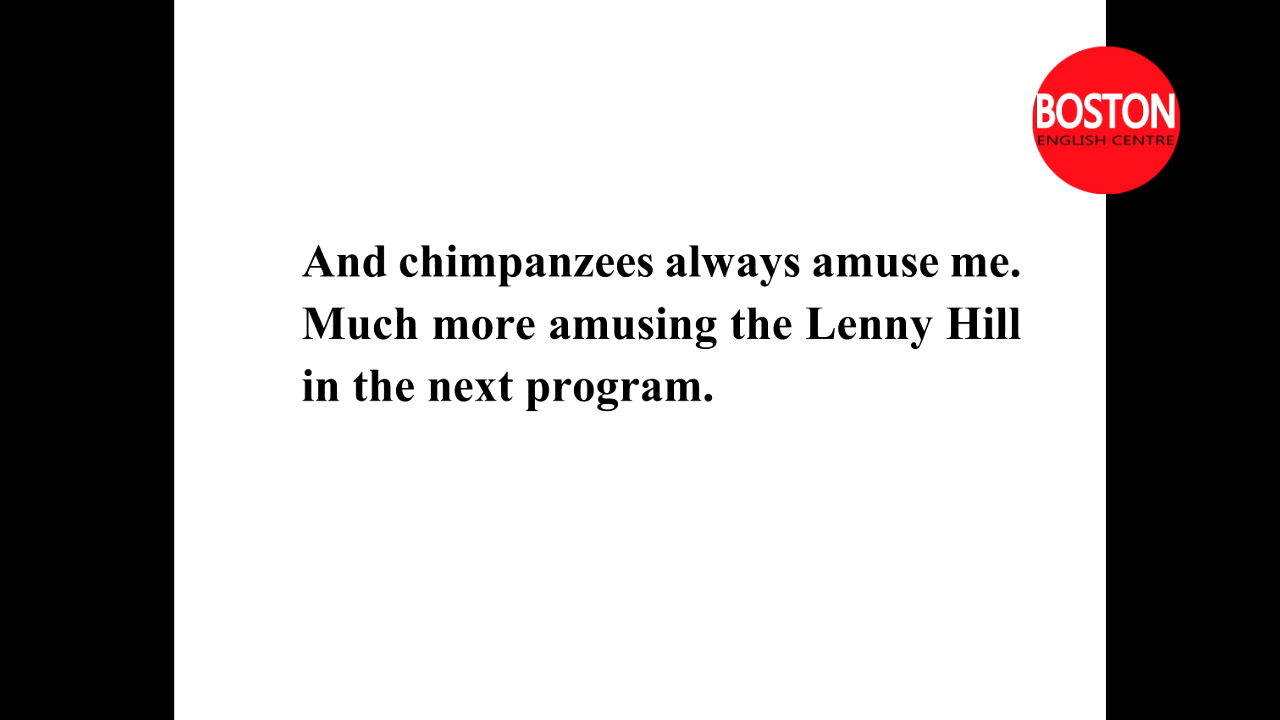 BOSTON
ENGLISH CENTRE
And chimpanzees always amuse me.
Much more amusing the Lenny Hill
in the next program.